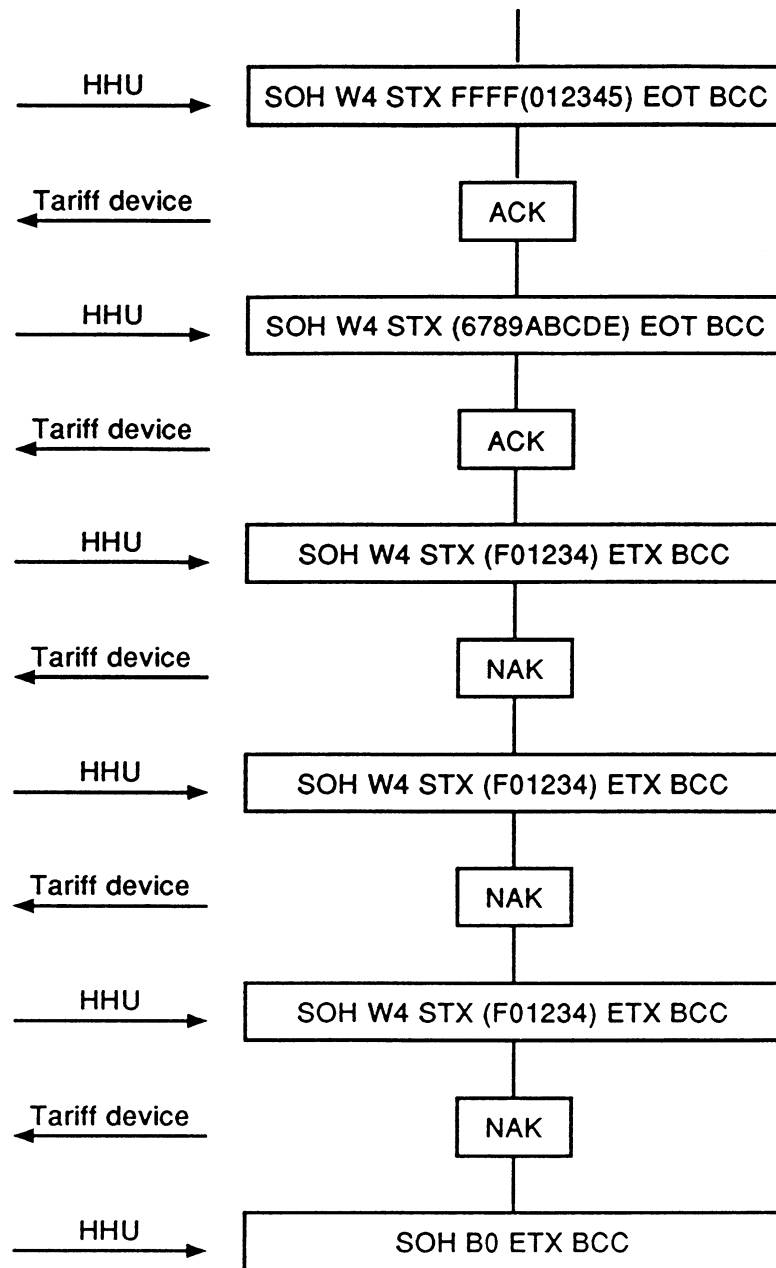 HHU
SOH W4 STX FFFF(012345) EOT BCC
Tariff device
ACK
HHU
SOH W4 STX (6789ABCDE) EOT BCC
Tariff device
ACK
HHU
SOH W4 STX (F01234) ETX BCC
Tariff device
NAK
HHU
SOH W4 STX (F01234) ETX BCC
Tariff device
NAK
HHU
SOH W4 STX (F01234) ETX BCC
Tariff device
NAK
HHU
SOH B0 ETX BCC